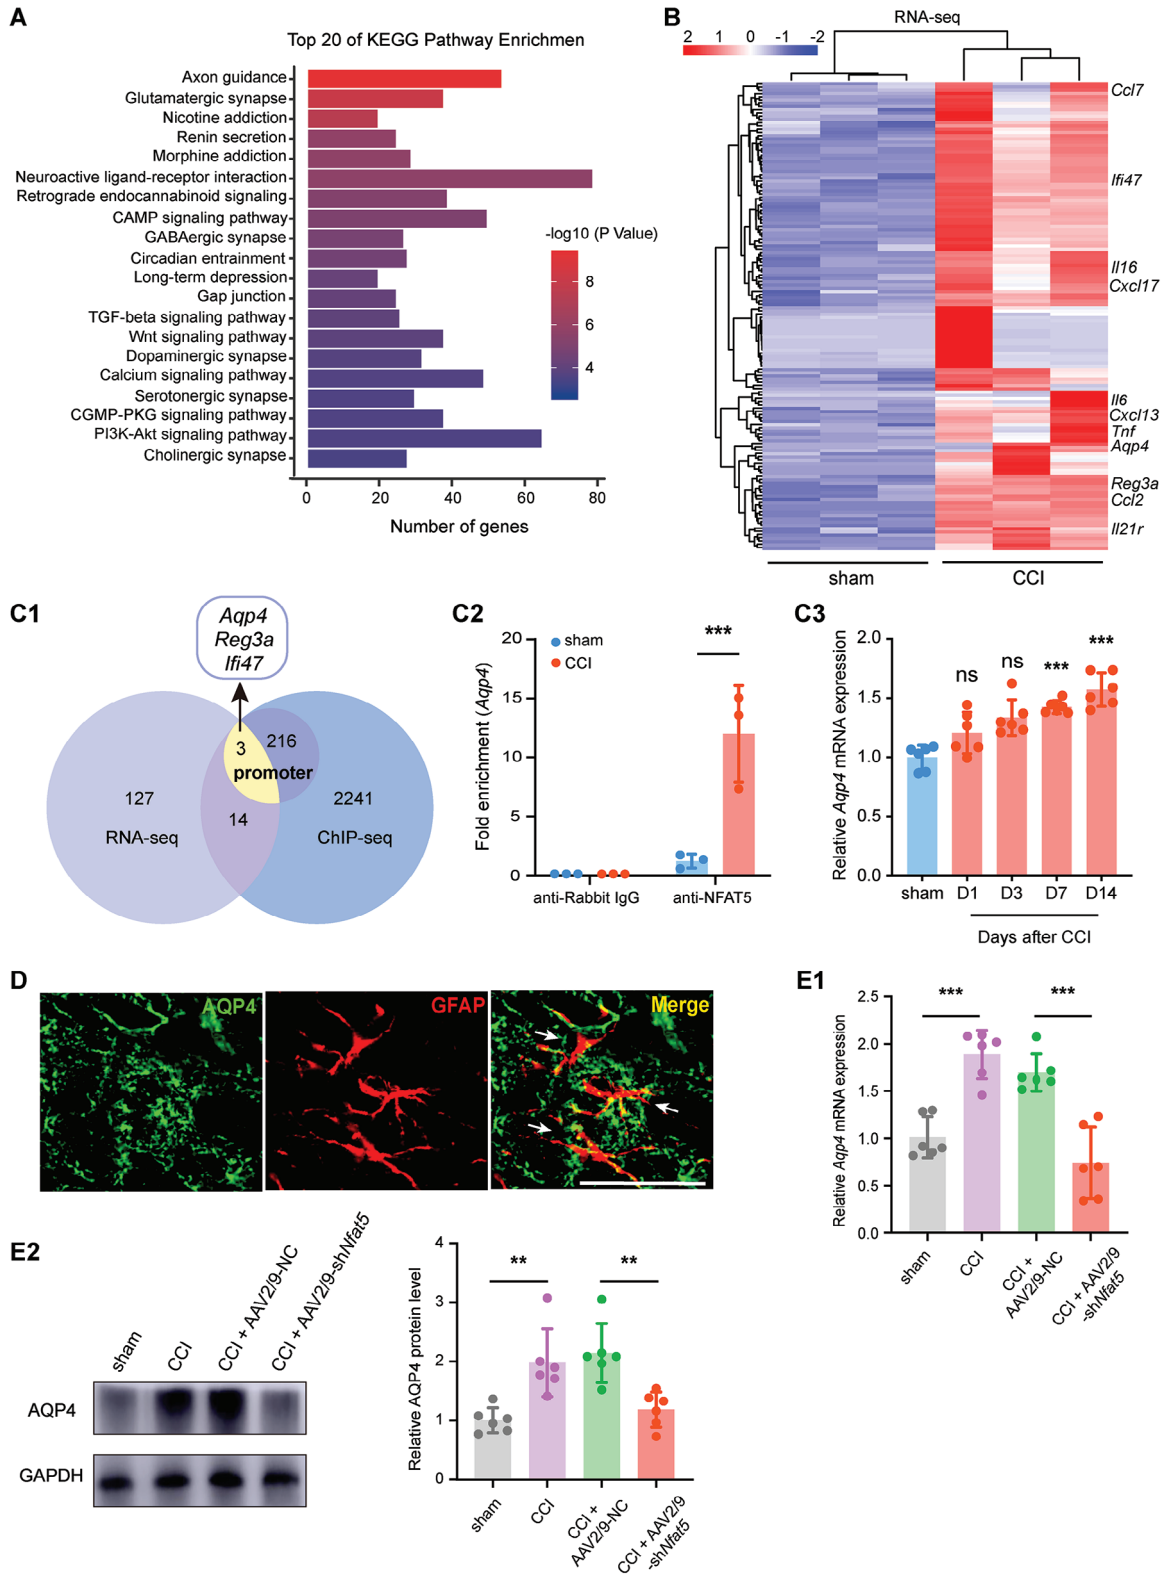 A
Top 20 of KEGG Pathway Enrichmen
Axon guidance
Glutamatergic synapse
Nicotine addiction
Renin secretion
Morphine addiction
Neuroactive ligand-receptor interaction
Retrograde endocannabinoid signaling
CAMP signaling pathway
GABAergic synapse
Circadian entrainment
Long-term depression
Gap junction
TGF-beta signaling pathway
Wnt signaling pathway
Dopaminergic synapse
Calcium signaling pathway
Serotonergic synapse
CGMP-PKG signaling pathway
PI3K-Akt signaling pathway
Cholinergic synapse
-log10 (P Value)
8
6
4
0 20 40 60 80
Number of genes
B
RNA-seq
2 1 0 -1 -2
Ccl7
Ifi47
Il16
Cxcl17
Il6
Cxcl13
Tnf
Aqp4
Reg3a
Ccl2
Il21r
sham CCI
C1
Aqp4
Reg3a
Ifi47
3 216
promoter
127 2241
14
RNA-seq ChIP-seq
C2
Fold enrichment (Aqp4)
20
15
10
5
0
sham
CCI
***
anti-Rabbit IgG anti-NFAT5
C3
Relative Aqp4 mRNA expression
2.0
1.5
1.0
0.5
0.0
ns ns *** ***
sham D1 D3 D7 D14
Days after CCI
D
AQP4 GFAP Merge
E1
Relative Aqp4 mRNA expression
2.5
2.0
1.5
1.0
0.5
0.0
*** ***
sham
CCI
CCI +
AAV2/9-NC
CCI + AAV2/9
-shNfat5
E2
sham
CCI
CCI + AAV2/9-NC
CCI + AAV2/9-shNfat5
AQP4
GAPDH
Relative AQP4 protein level
4
3
2
1
0
** **
sham
CCI
CCI +
AAV2/9-NC
CCI + AAV2/9
-shNfat5